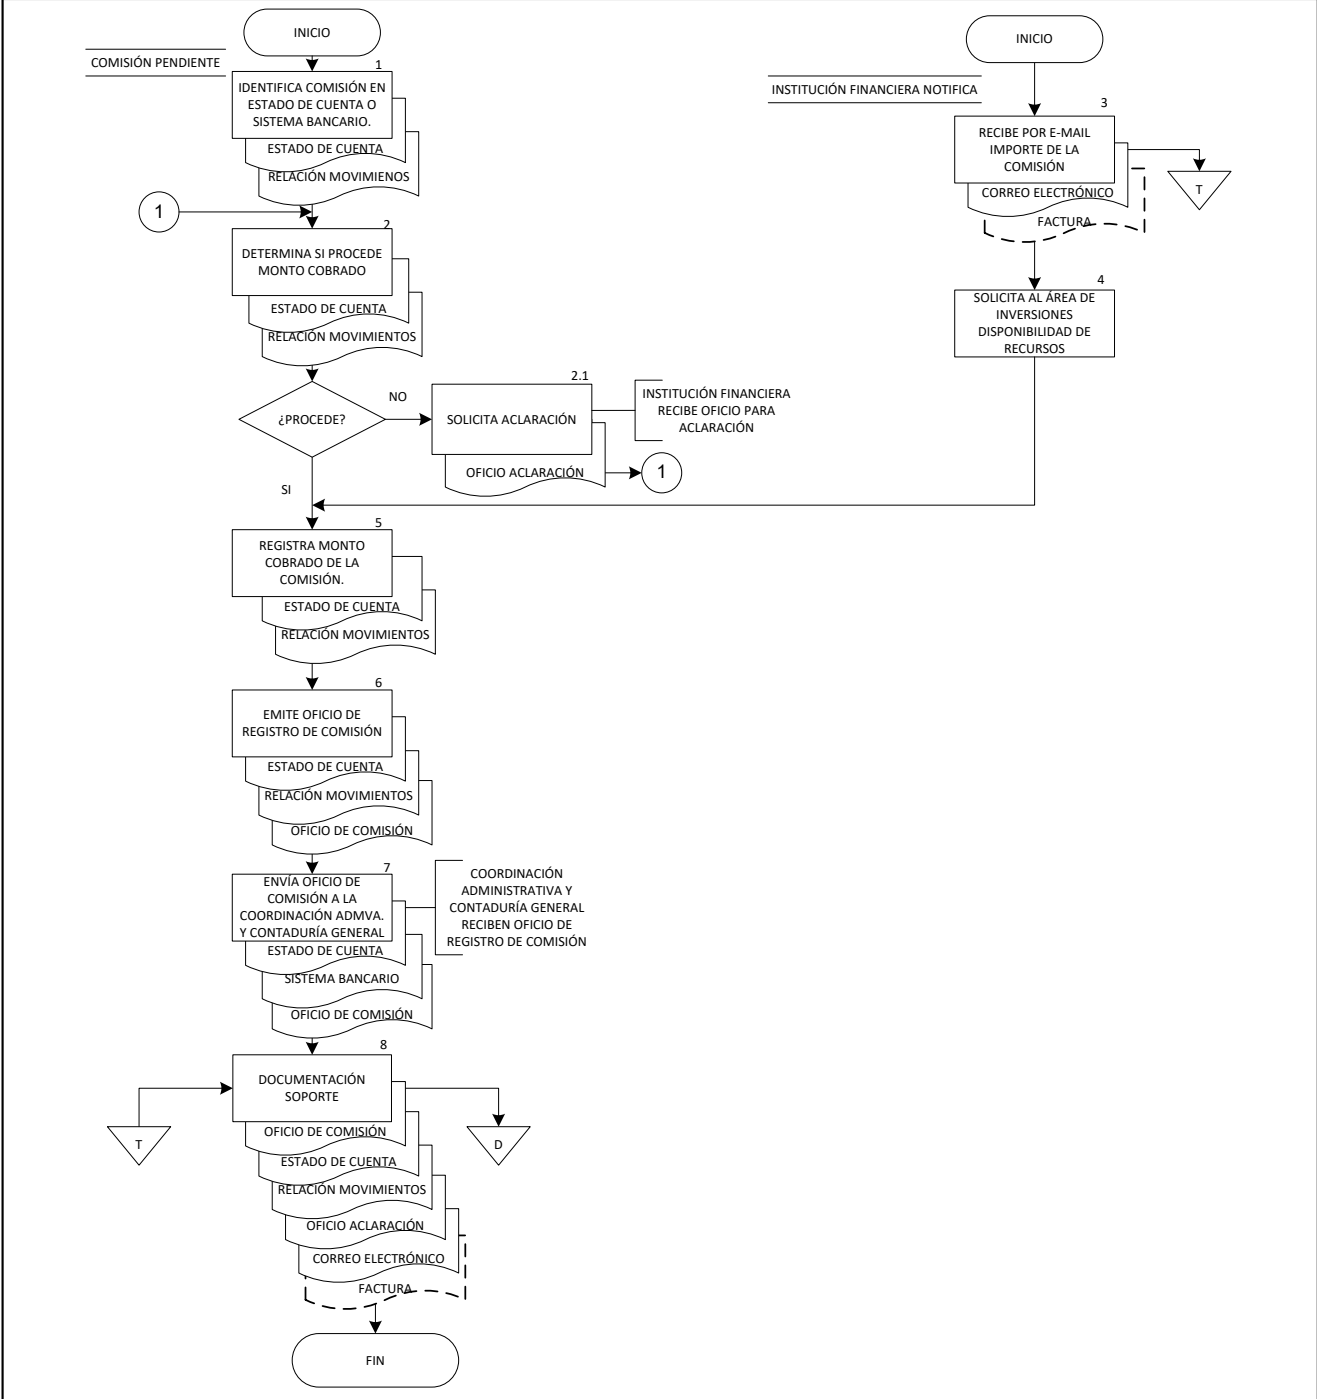 INICIO
COMISIÓN PENDIENTE
1
IDENTIFICA COMISIÓN EN
ESTADO DE CUENTA O
SISTEMA BANCARIO.
ESTADO DE CUENTA
RELACIÓN MOVIMIENOS
1
2
DETERMINA SI PROCEDE
MONTO COBRADO
ESTADO DE CUENTA
RELACIÓN MOVIMIENTOS
¿PROCEDE?
NO
SI
2.1
SOLICITA ACLARACIÓN
OFICIO ACLARACIÓN
1
INSTITUCIÓN FINANCIERA
RECIBE OFICIO PARA
ACLARACIÓN
INICIO
INSTITUCIÓN FINANCIERA NOTIFICA
3
RECIBE POR E-MAIL
IMPORTE DE LA
COMISIÓN
CORREO ELECTRÓNICO
FACTURA
T
4
SOLICITA AL ÁREA DE
INVERSIONES
DISPONIBILIDAD DE
RECURSOS
5
REGISTRA MONTO
COBRADO DE LA
COMISIÓN.
ESTADO DE CUENTA
RELACIÓN MOVIMIENTOS
6
EMITE OFICIO DE
REGISTRO DE COMISIÓN
ESTADO DE CUENTA
RELACIÓN MOVIMIENTOS
OFICIO DE COMISIÓN
7
ENVÍA OFICIO DE
COMISIÓN A LA
COORDINACIÓN ADMVA.
Y CONTADURÍA GENERAL
ESTADO DE CUENTA
SISTEMA BANCARIO
OFICIO DE COMISIÓN
COORDINACIÓN
ADMINISTRATIVA Y
CONTADURÍA GENERAL
RECIBEN OFICIO DE
REGISTRO DE COMISIÓN
8
DOCUMENTACIÓN
SOPORTE
T
D
OFICIO DE COMISIÓN
ESTADO DE CUENTA
RELACIÓN MOVIMIENTOS
OFICIO ACLARACIÓN
CORREO ELECTRÓNICO
FACTURA
FIN